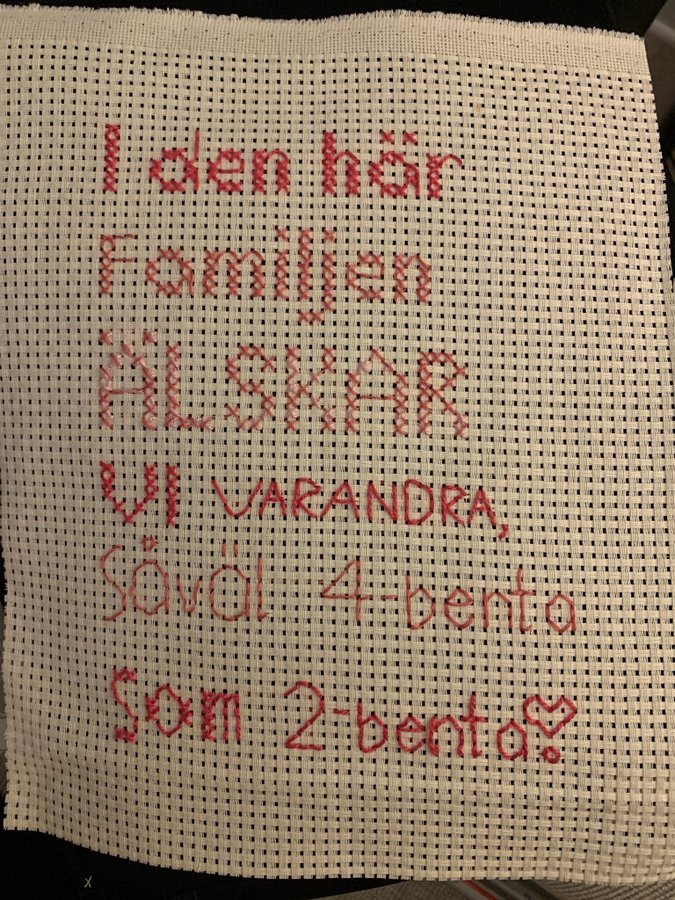 I den här
Familjen
ÄLSKAR
VI VARANDRA,
Såväl 4-benta
Som 2-benta!